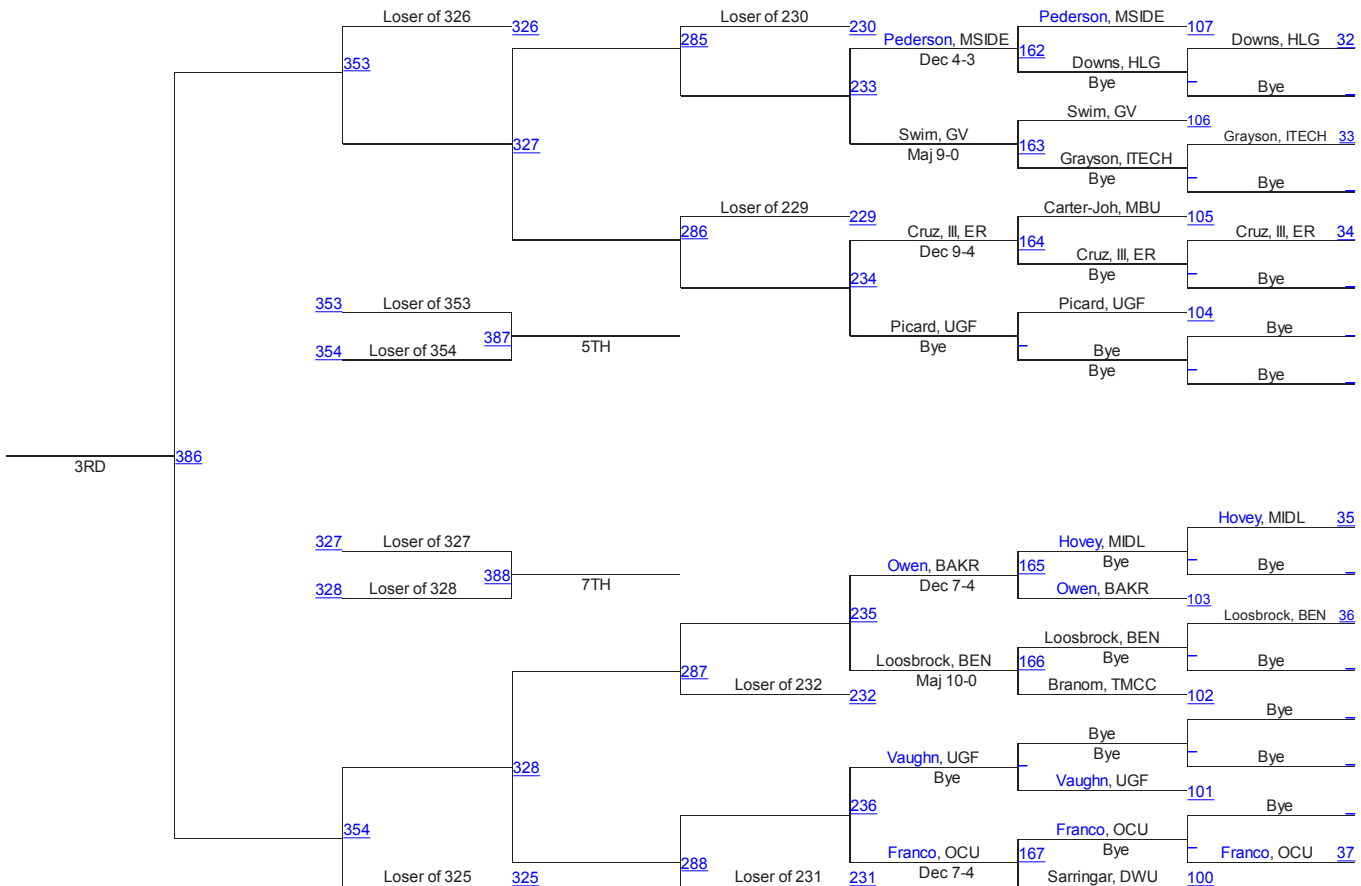 Loser of 326 326 Loser of 230 230 Pederson, MSIDE 107
285 Pederson, MSIDE Downs, HLG 32
353 Dec 4-3 162 Downs, HLG
233 Bye Bye
Swim, GV 106
327 Swim, GV 163 Grayson, ITECH 33
Maj 9-0 Grayson, ITECH
Bye Bye
Loser of 229 229 Carter-Joh, MBU 105
286 Cruz, III, ER 164 Cruz, III, ER 34
Dec 9-4 Cruz, III, ER
234 Bye Bye
353 Loser of 353 Picard, UGF 104
387 Picard, UGF Bye
354 Loser of 354 5TH Bye Bye
Bye Bye
3RD 386
Hovey, MIDL 35
327 Loser of 327 Hovey, MIDL
388 Owen, BAKR 165 Bye Bye
328 Loser of 328 7TH Dec 7-4 Owen, BAKR 103
235 Loosbrock, BEN 36
Loosbrock, BEN
287 Loosbrock, BEN 166 Bye Bye
Loser of 232 232 Maj 10-0 Branom, TMCC 102
Bye
Bye
328 Vaughn, UGF Bye Bye
Bye Vaughn, UGF 101
236 Bye
354 Franco, OCU
288 Franco, OCU 167 Bye Franco, OCU 37
Loser of 325 325 Loser of 231 231 Dec 7-4 Sarringar, DWU 100